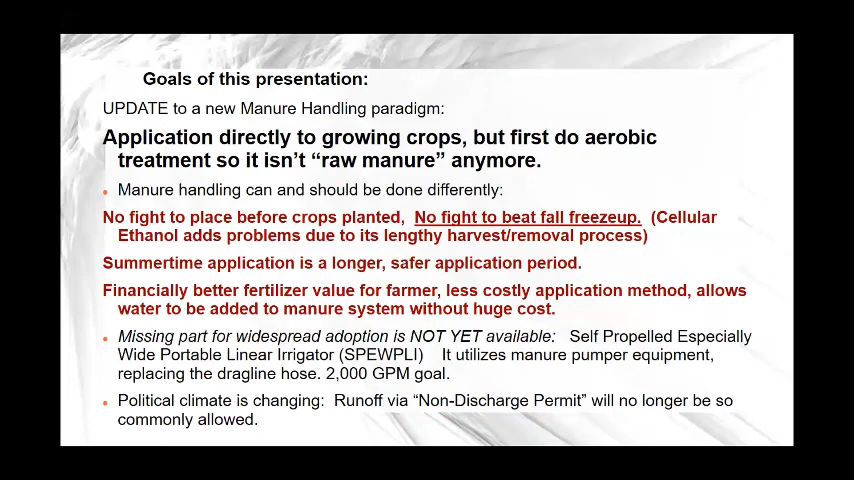 Goals of this presentation:
UPDATE to a new Manure Handling paradigm:
Application directly to growing crops, but first do aerobic
treatment so it isn’t “raw manure” anymore.
• Manure handling can and should be done differently:
No fight to place before crops planted, No fight to beat fall freezeup. (Cellular
Ethanol adds problems due to its lengthy harvest/removal process)
Summertime application is a longer, safer application period.
Financially better fertilizer value for farmer, less costly application method, allows
water to be added to manure system without huge cost.
• Missing part for widespread adoption is NOT YET available: Self Propelled Especially
Wide Portable Linear Irrigator (SPEWPLI) It utilizes manure pumper equipment,
replacing the dragline hose. 2,000 GPM goal.
• Political climate is changing: Runoff via “Non-Discharge Permit” will no longer be so
commonly allowed.